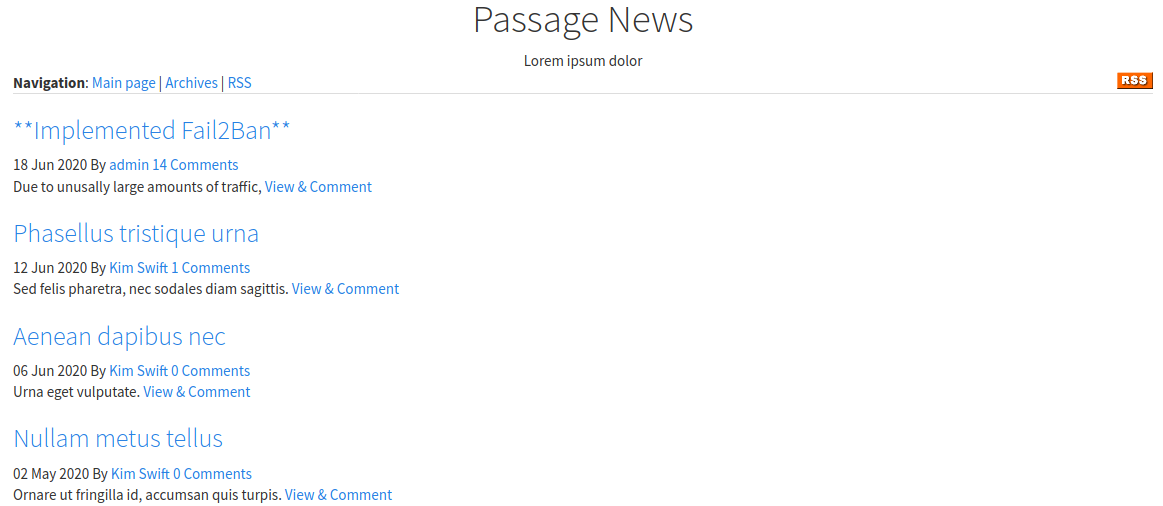 Passage News
Lorem ipsum dolor
Navigation: Main page | Archives | RSS
RSS
**Implemented Fail2Ban**
18 Jun 2020 By admin 14 Comments
Due to unusally large amounts of traffic, View & Comment
Phasellus tristique urna
12 Jun 2020 By Kim Swift 1 Comments
Sed felis pharetra, nec sodales diam sagittis. View & Comment
Aenean dapibus nec
06 Jun 2020 By Kim Swift 0 Comments
Urna eget vulputate. View & Comment
Nullam metus tellus
02 May 2020 By Kim Swift 0 Comments
Ornare ut fringilla id, accumsan quis turpis. View & Comment